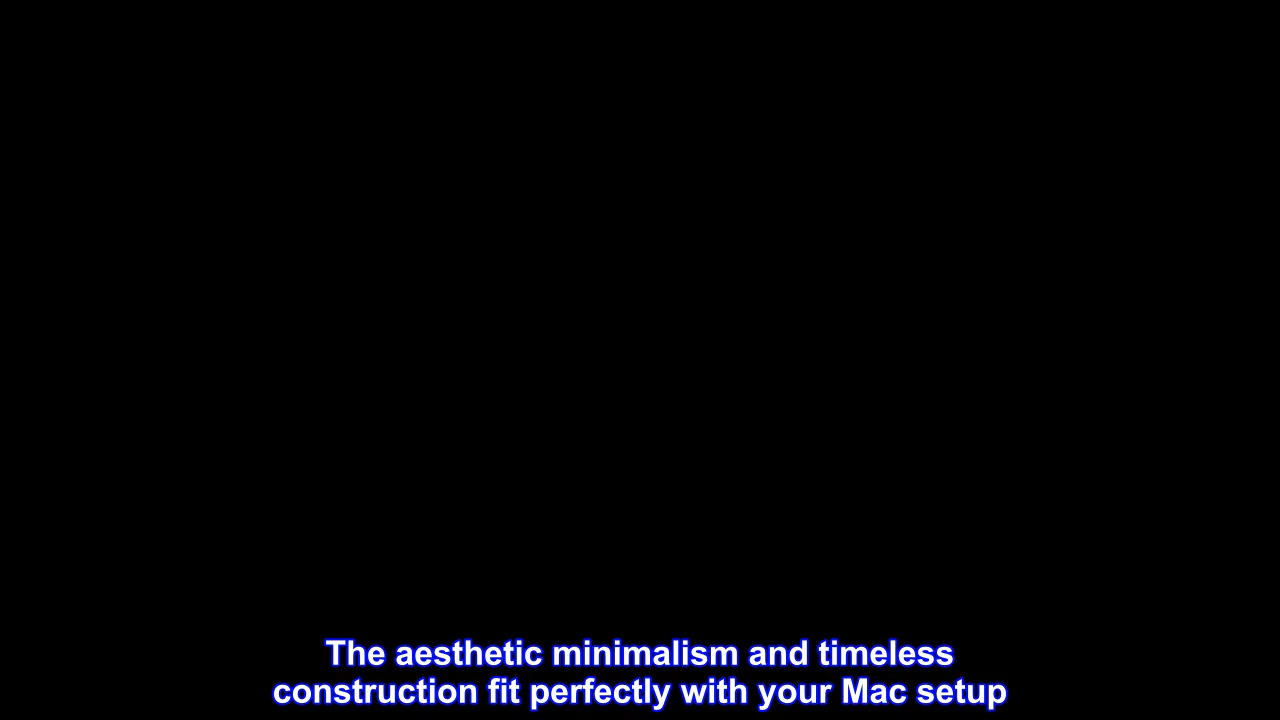 The aesthetic minimalism and timeless
construction fit perfectly with your Mac setup